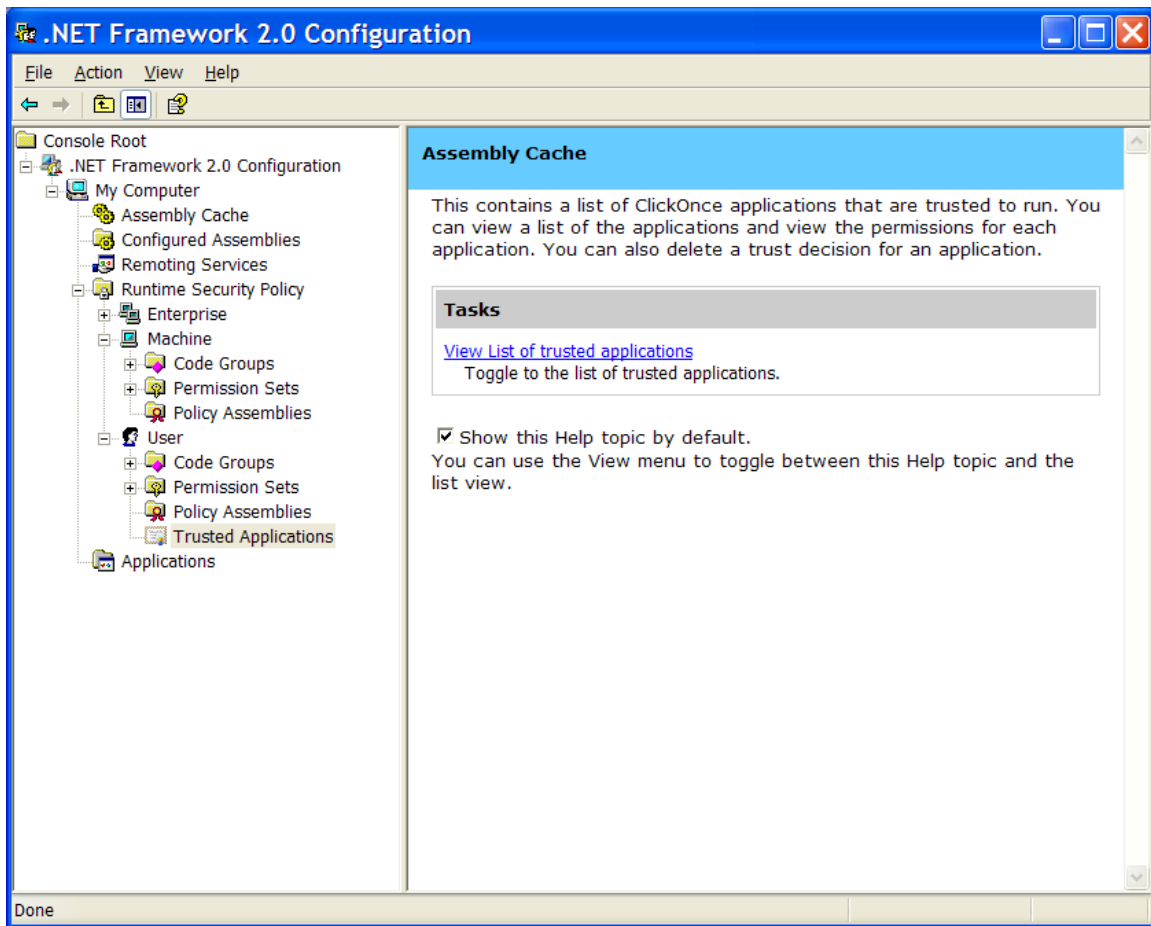 .NET Framework 2.0 Configuration
File Action View Help
Console Root
.NET Framework 2.0 Configuration
My Computer
Assembly Cache
Configured Assemblies
Remoting Services
Runtime Security Policy
Enterprise
Machine
Code Groups
Permission Sets
Policy Assemblies
User
Code Groups
Permission Sets
Policy Assemblies
Trusted Applications
Applications
Assembly Cache
This contains a list of ClickOnce applications that are trusted to run. You
can view a list of the applications and view the permissions for each
application. You can also delete a trust decision for an application.
Tasks
View List of trusted applications
Toggle to the list of trusted applications.
Show this Help topic by default.
You can use the View menu to toggle between this Help topic and the
list view.
Done